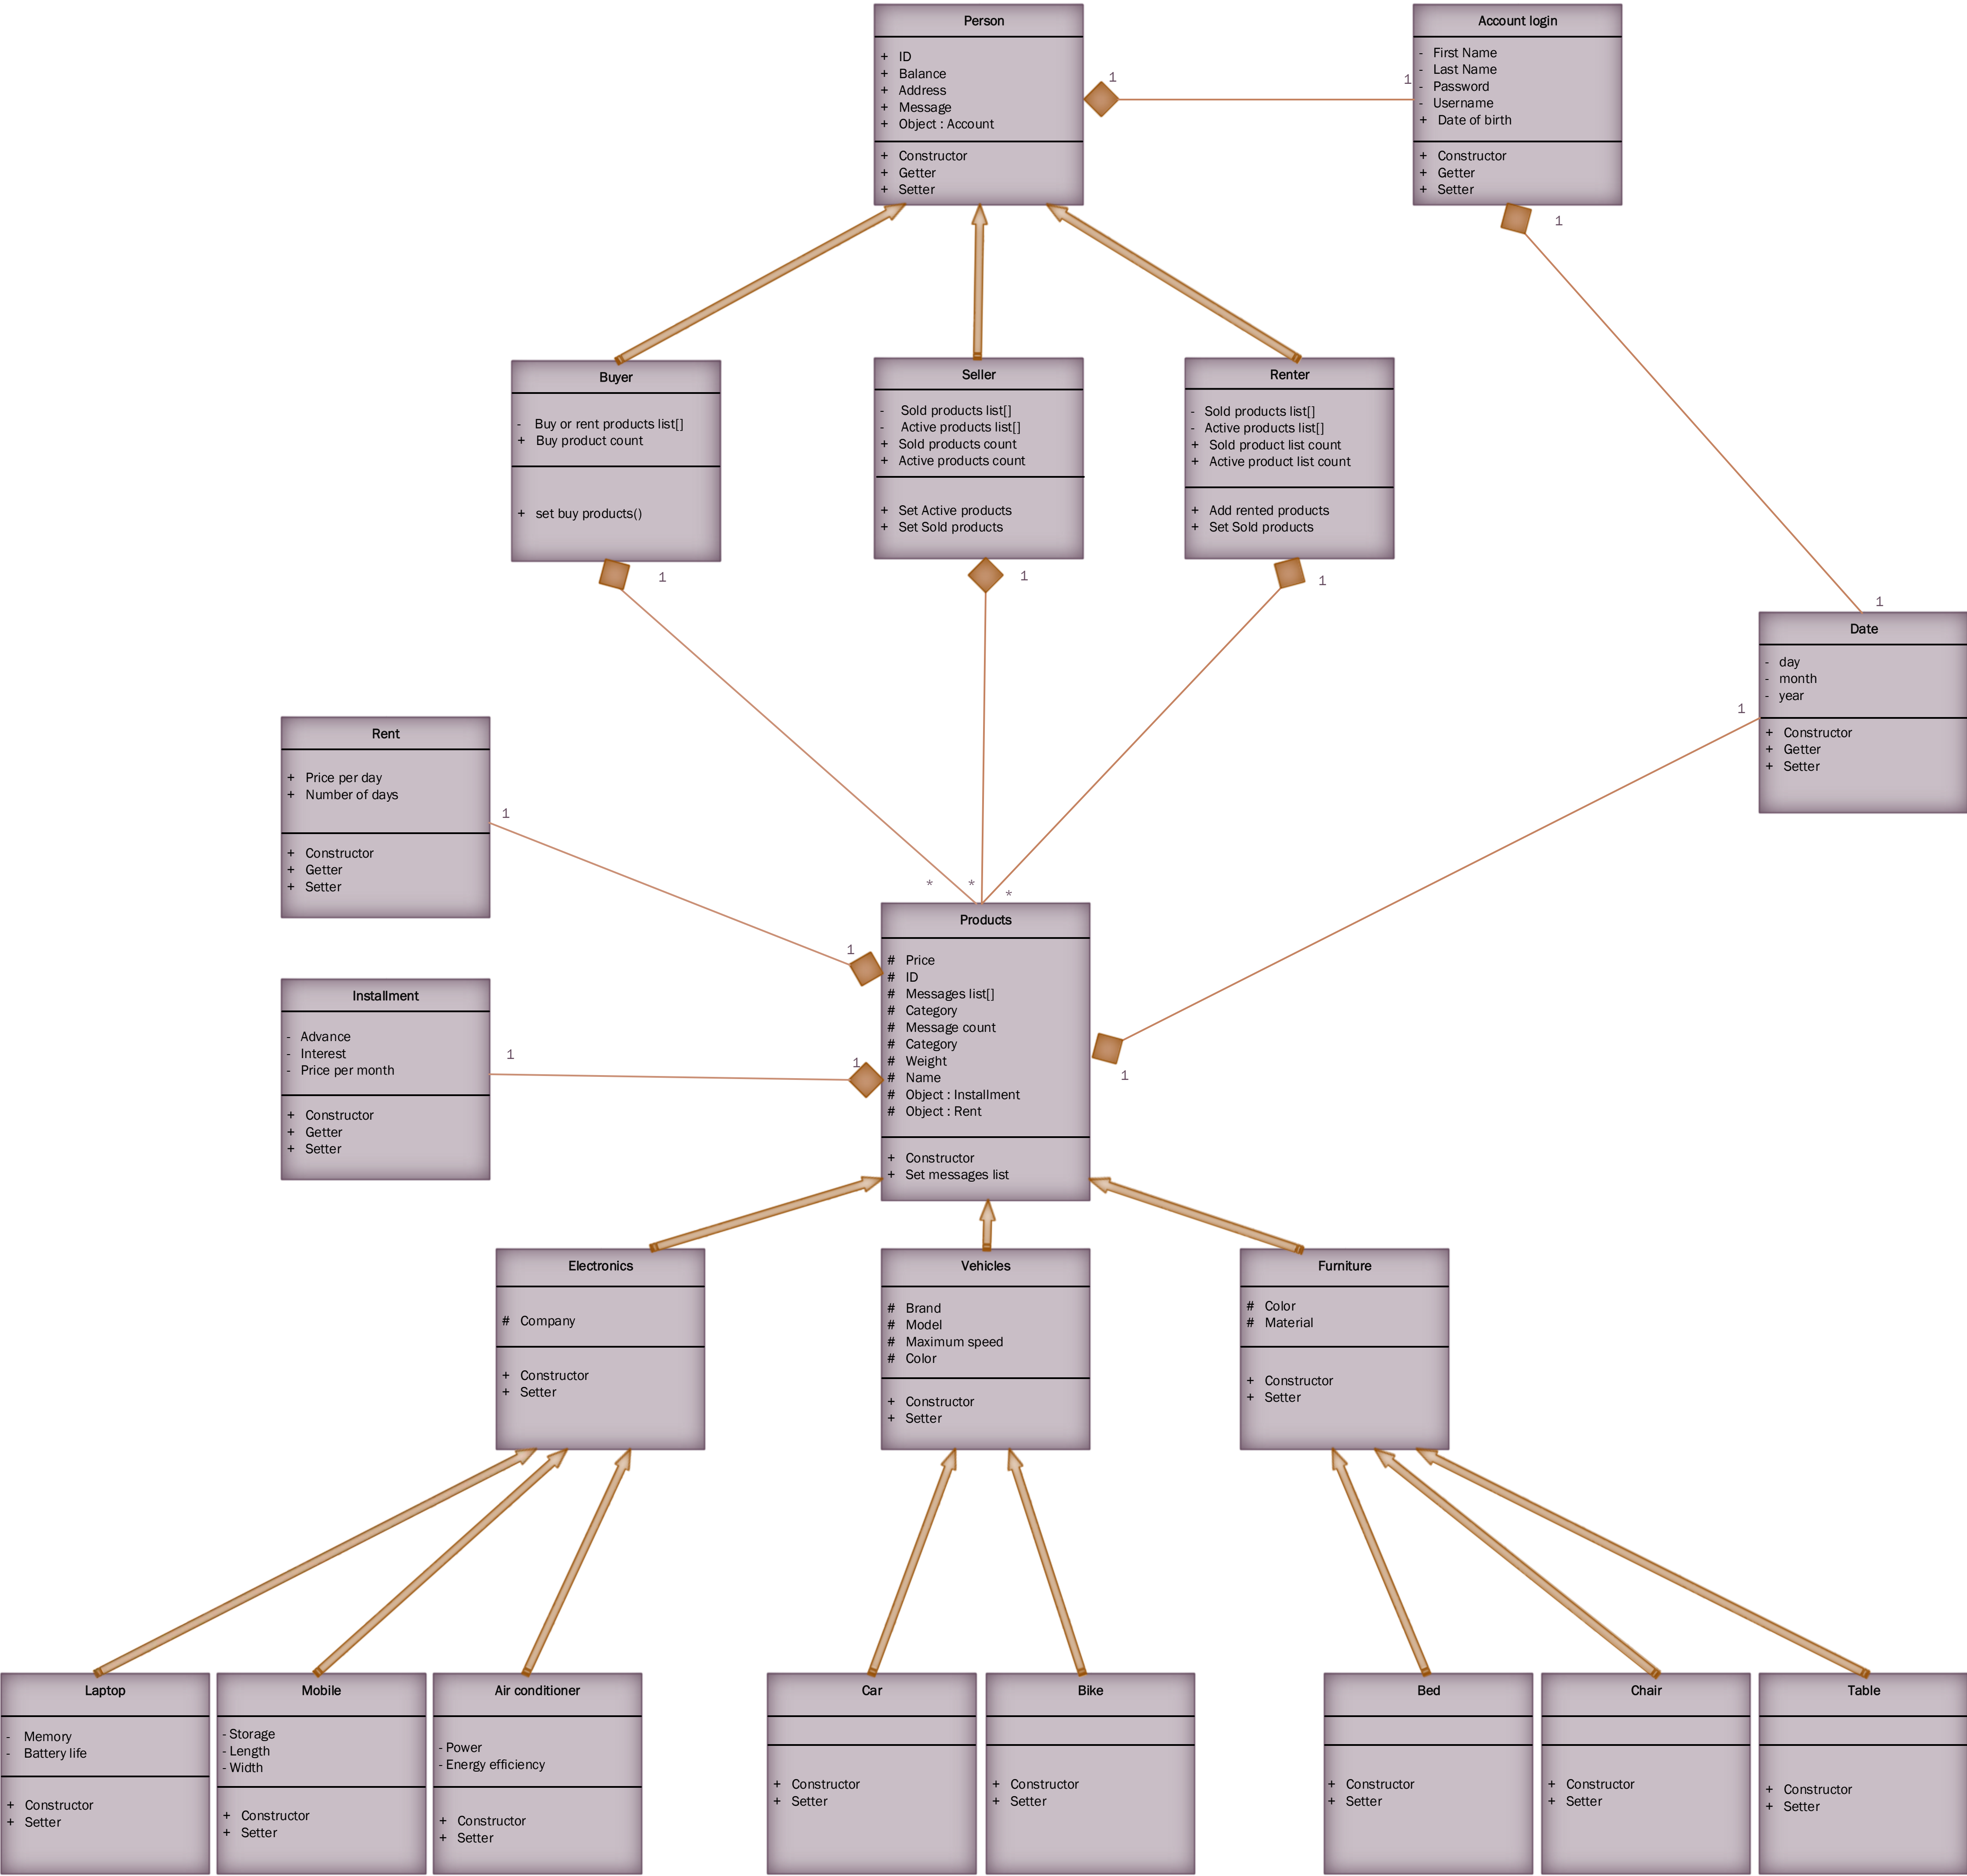 Person
+ ID
+ Balance
+ Address
+ Message
+ Object : Account
+ Constructor
+ Getter
+ Setter
1
1
Account login
- First Name
- Last Name
- Password
- Username
+ Date of birth
+ Constructor
+ Getter
+ Setter
1
Buyer
- Buy or rent products list[]
+ Buy product count
+ set buy products()
1
Seller
- Sold products list[]
- Active products list[]
+ Sold products count
+ Active products count
+ Set Active products
+ Set Sold products
1
Renter
- Sold products list[]
- Active products list[]
+ Sold product list count
+ Active product list count
+ Add rented products
+ Set Sold products
1
1
Date
- day
- month
- year
+ Constructor
+ Getter
+ Setter
1
Rent
+ Price per day
+ Number of days
+ Constructor
+ Getter
+ Setter
1
Installment
- Advance
- Interest
- Price per month
+ Constructor
+ Getter
+ Setter
1
* * *
1
1
1
Products
# Price
# ID
# Messages list[]
# Category
# Message count
# Category
# Weight
# Name
# Object : Installment
# Object : Rent
+ Constructor
+ Set messages list
Electronics
# Company
+ Constructor
+ Setter
Vehicles
# Brand
# Model
# Maximum speed
# Color
+ Constructor
+ Setter
Furniture
# Color
# Material
+ Constructor
+ Setter
Laptop
- Memory
- Battery life
+ Constructor
+ Setter
Mobile
- Storage
- Length
- Width
+ Constructor
+ Setter
Air conditioner
- Power
- Energy efficiency
+ Constructor
+ Setter
Car
+ Constructor
+ Setter
Bike
+ Constructor
+ Setter
Bed
+ Constructor
+ Setter
Chair
+ Constructor
+ Setter
Table
+ Constructor
+ Setter